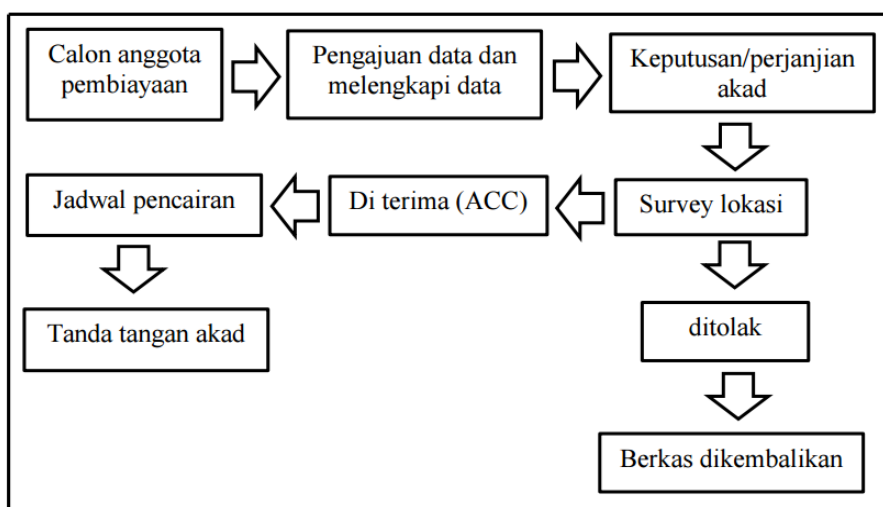 Calon anggota
pembiayaan
Pengajuan data dan
melengkapi data
Keputusan/perjanjian
akad
Survey lokasi
Di terima (ACC)
Jadwal pencairan
Tanda tangan akad
ditolak
Berkas dikembalikan